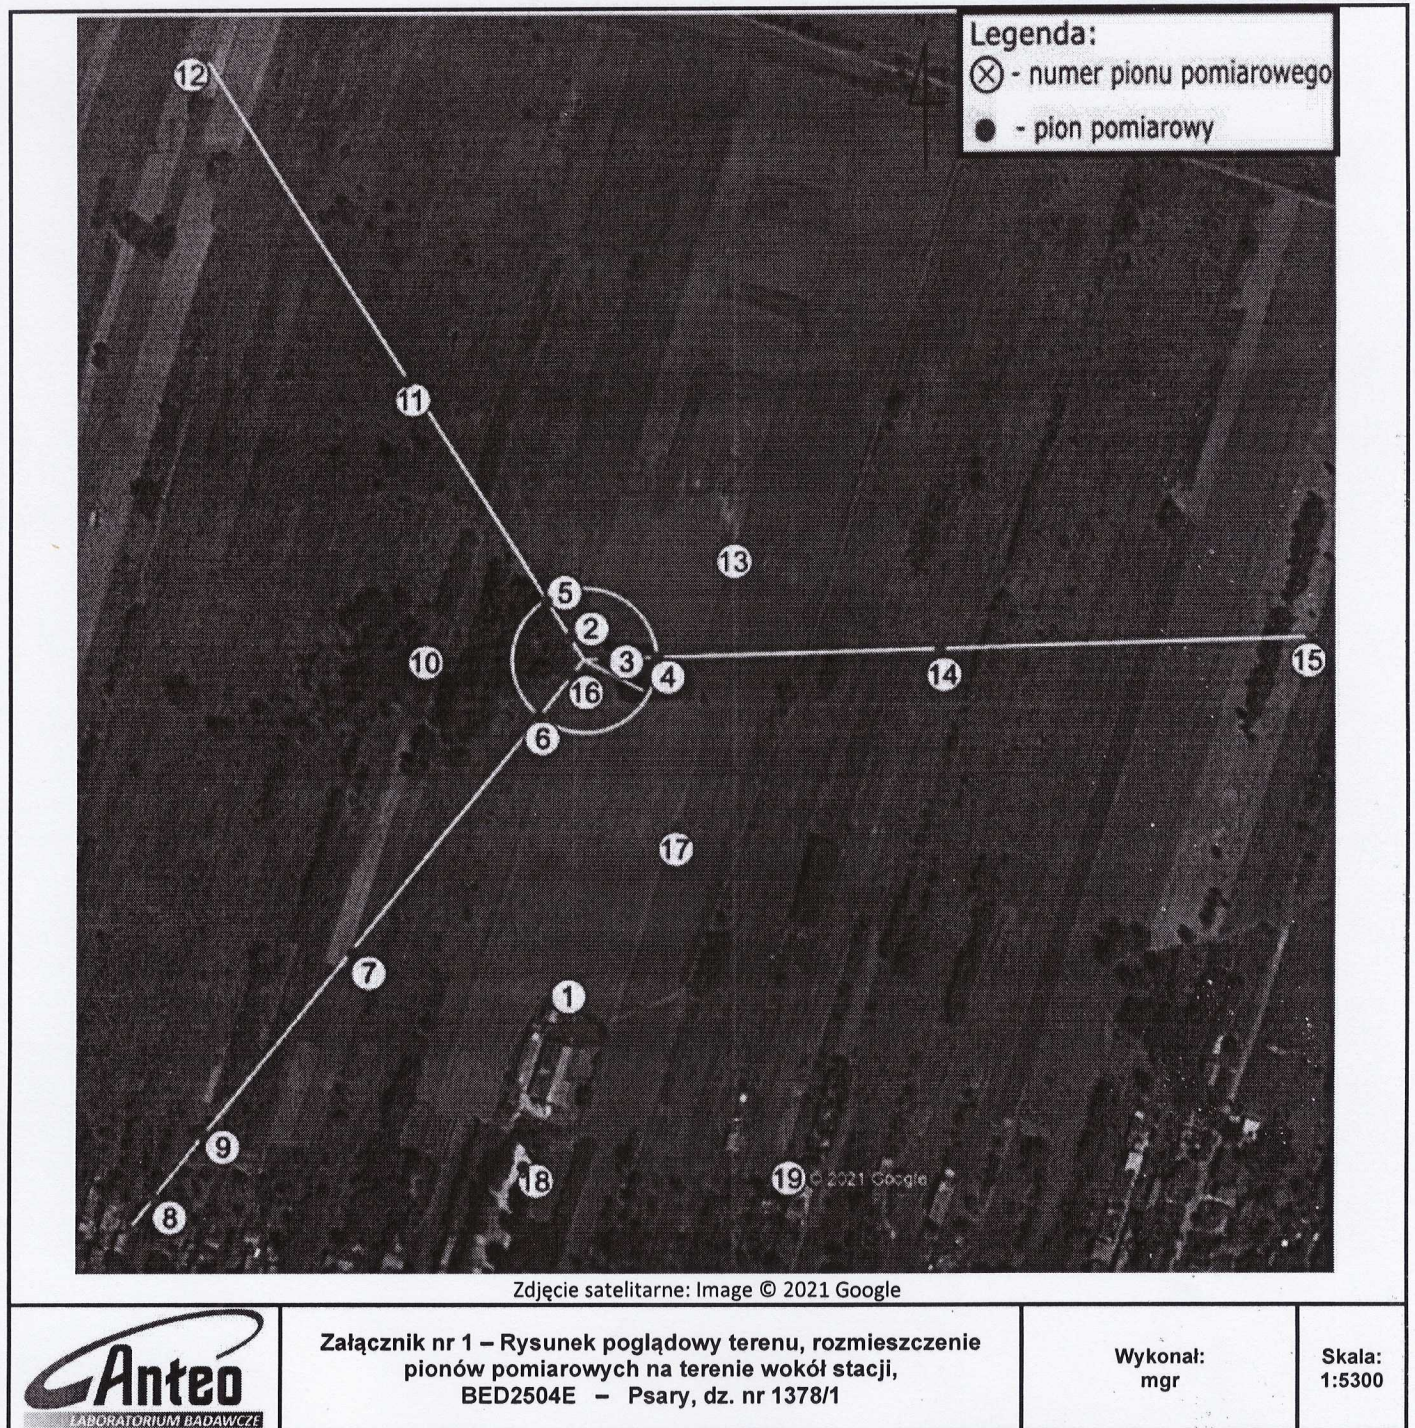 Legenda:
- numer pionu pomiarowego
- pion pomiarowy
12
11
13
5
2
10
3
4
14
15
16
6
17
7
1
9
18
19 © 2021 Google
8
Zdjęcie satelitarne: Image © 2021 Google
Anteo
LABORATORIUM BADAWCZE
Załącznik nr 1 – Rysunek poglądowy terenu, rozmieszczenie
pionów pomiarowych na terenie wokół stacji,
BED2504E – Psary, dz. nr 1378/1
Wykonał:
mgr
Skala:
1:5300